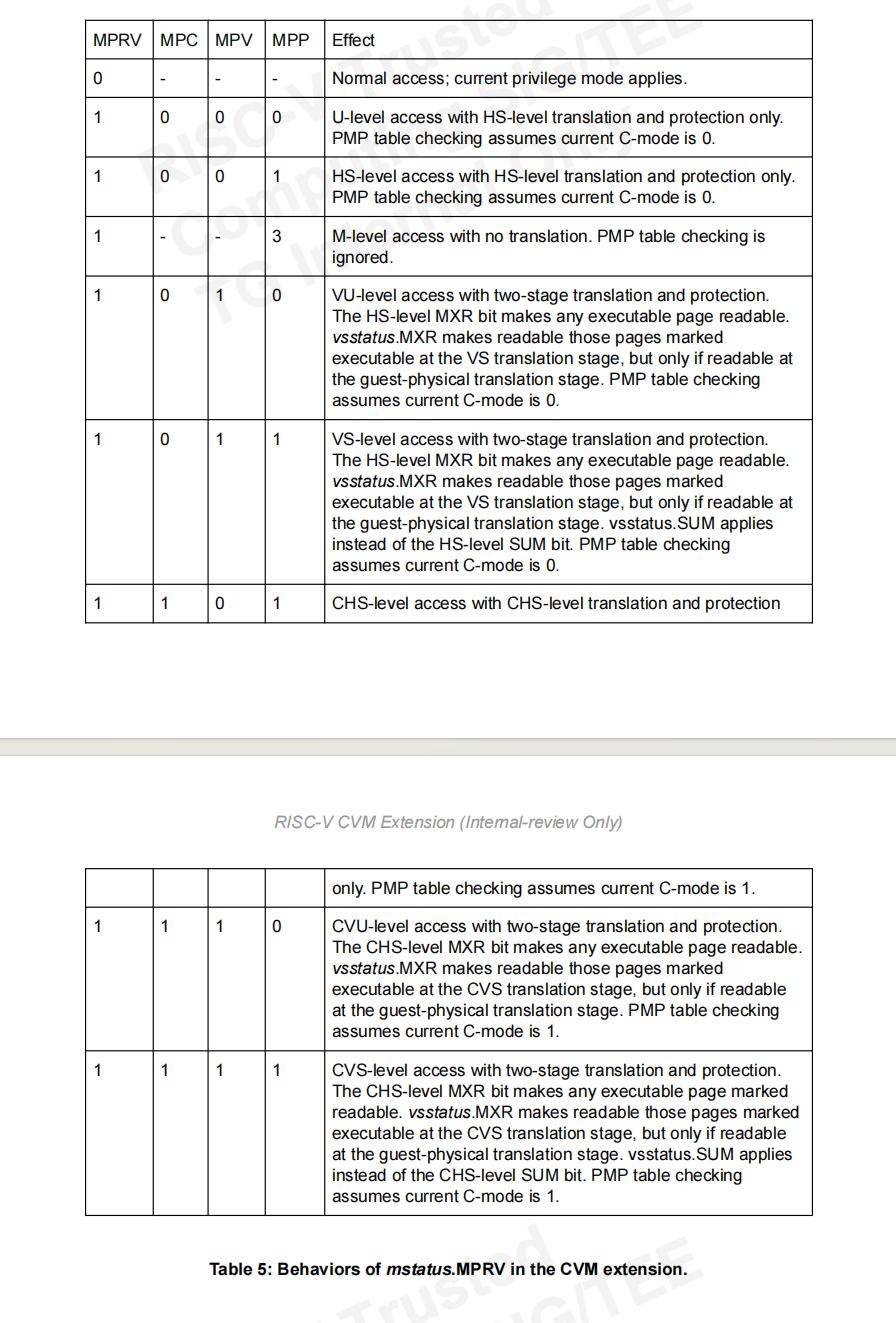 MPRV MPC MPV MPP Effect
0 - - - Normal access; current privilege mode applies.
1 0 0 0 U-level access with HS-level translation and protection only.
PMP table checking assumes current C-mode is 0.
1 0 0 1 HS-level access with HS-level translation and protection only.
PMP table checking assumes current C-mode is 0.
1 - - 3 M-level access with no translation. PMP table checking is
ignored.
1 0 1 0 VU-level access with two-stage translation and protection.
The HS-level MXR bit makes any executable page readable.
vsstatus.MXR makes readable those pages marked
executable at the VS translation stage, but only if readable at
the guest-physical translation stage. PMP table checking
assumes current C-mode is 0.
1 0 1 1 VS-level access with two-stage translation and protection.
The HS-level MXR bit makes any executable page readable.
vsstatus.MXR makes readable those pages marked
executable at the VS translation stage, but only if readable at
the guest-physical translation stage. vsstatus.SUM applies
instead of the HS-level SUM bit. PMP table checking
assumes current C-mode is 0.
1 1 0 1 CHS-level access with CHS-level translation and protection
RISC-V Trusted
Computing SIG/TEE
TG Internal Only
RISC-V CVM Extension (Internal-review Only)
only. PMP table checking assumes current C-mode is 1.
1 1 1 0 CVU-level access with two-stage translation and protection.
The CHS-level MXR bit makes any executable page readable.
vsstatus.MXR makes readable those pages marked
executable at the CVS translation stage, but only if readable
at the guest-physical translation stage. PMP table checking
assumes current C-mode is 1.
1 1 1 1 CVS-level access with two-stage translation and protection.
The CHS-level MXR bit makes any executable page marked
readable. vsstatus.MXR makes readable those pages marked
executable at the CVS translation stage, but only if readable
at the guest-physical translation stage. vsstatus.SUM applies
instead of the CHS-level SUM bit. PMP table checking
assumes current C-mode is 1.
Table 5: Behaviors of mstatus.MPRV in the CVM extension.
Trusted
SIG/TEE